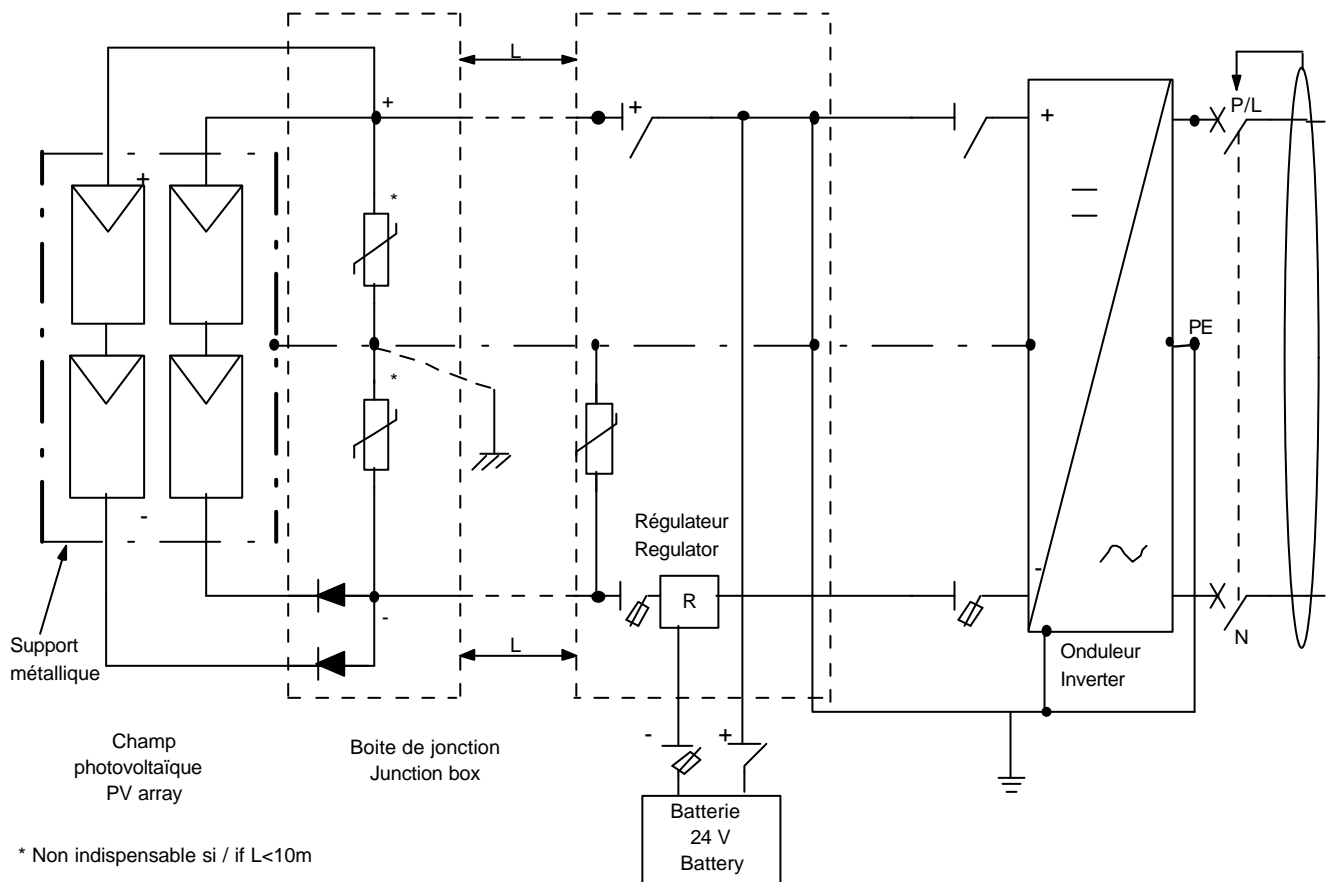 L
+
+
P/L
+
+
*
PE
*
-
Régulateur
Regulator
-
R
-
N
Support
métallique
L
Onduleur
Inverter
Champ
photovoltaïque
PV array
Boite de jonction
Junction box
-
+
Batterie
24 V
Battery
* Non indispensable si / if L<10m